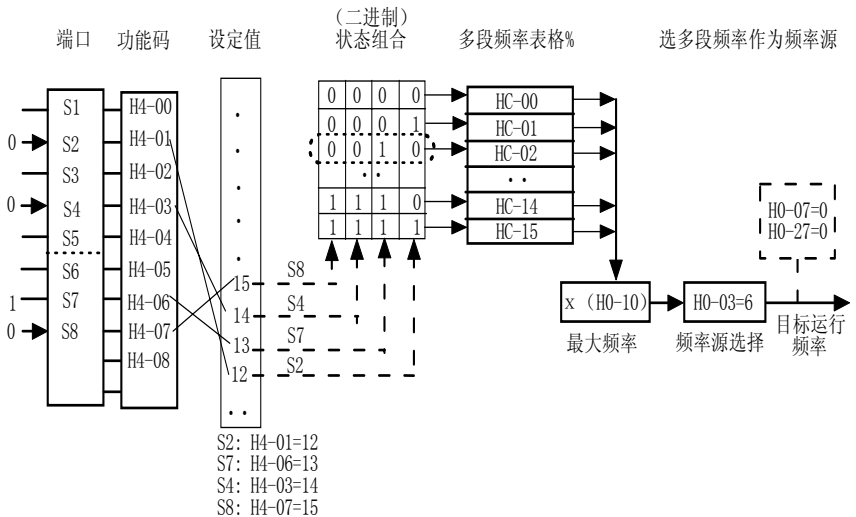 端口 功能码 设定值 （二进制） 状态组合 多段频率表格% 选多段频率作为频率源
S1 H4-00 0 0 0 0 HC-00
0 S2 H4-01 0 0 0 1 HC-01
S3 H4-02 0 0 1 0 HC-02
0 S4 H4-03 1 1 1 0 HC-14
S5 H4-04 1 1 1 1 HC-15
H0-07=0
H0-27=0
S6 H4-05 15 S8
1 S7 H4-06 14 S4
0 S8 H4-07 13 S7
H4-08 12 S2
x (H0-10) H0-03=6
最大频率 频率源选择 目标运行
频率
S2: H4-01=12
S7: H4-06=13
S4: H4-03=14
S8: H4-07=15